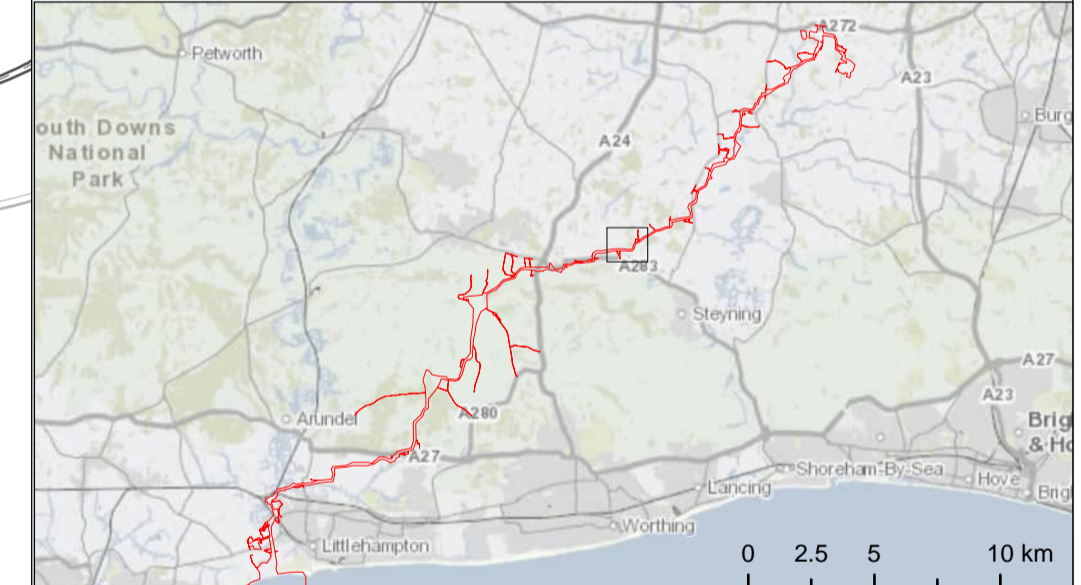 A272
Petworth
A23
Burg
outh Downs
National
Park
A24
A283
Steyning
A27
A23
Arundel
A280
Brig
& Ho
A27
Shoreham-By-Sea
Hove
Lancing
Brig
Worthing
Littlehampton
0 2.5 5 10 km